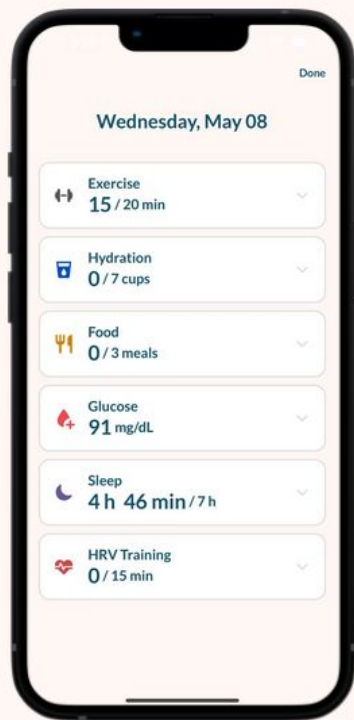 Done
Wednesday, May 08
Exercise
15 / 20 min
Hydration
0 / 7 cups
Food
0 / 3 meals
Glucose
91 mg/dL
Sleep
4 h 46 min / 7 h
HRV Training
0 / 15 min